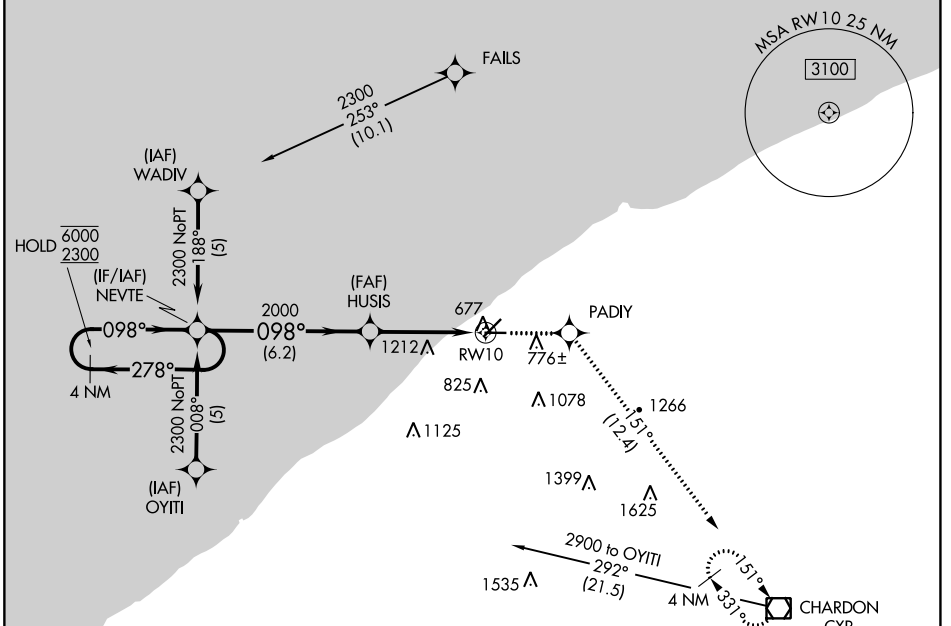 MSA RW10 25 NM
3100
FAILS
2300
253°
(10.1)
(IAF)
WADIV
2300 NoPT
188°
(5)
HOLD
6000
2300
(IF/IAF)
NEVTE
098°
278°
4 NM
2000
098°
(6.2)
(FAF)
HUSIS
1212
677
RW10
776±
PADIY
825
1078
1125
2300 NoPT
008°
(5)
(IAF)
OYITI
1266
151°
(12.4)
1399
1625
2900 to OYITI
292°
(21.5)
1535
4 NM
151°
331°
CHARDON